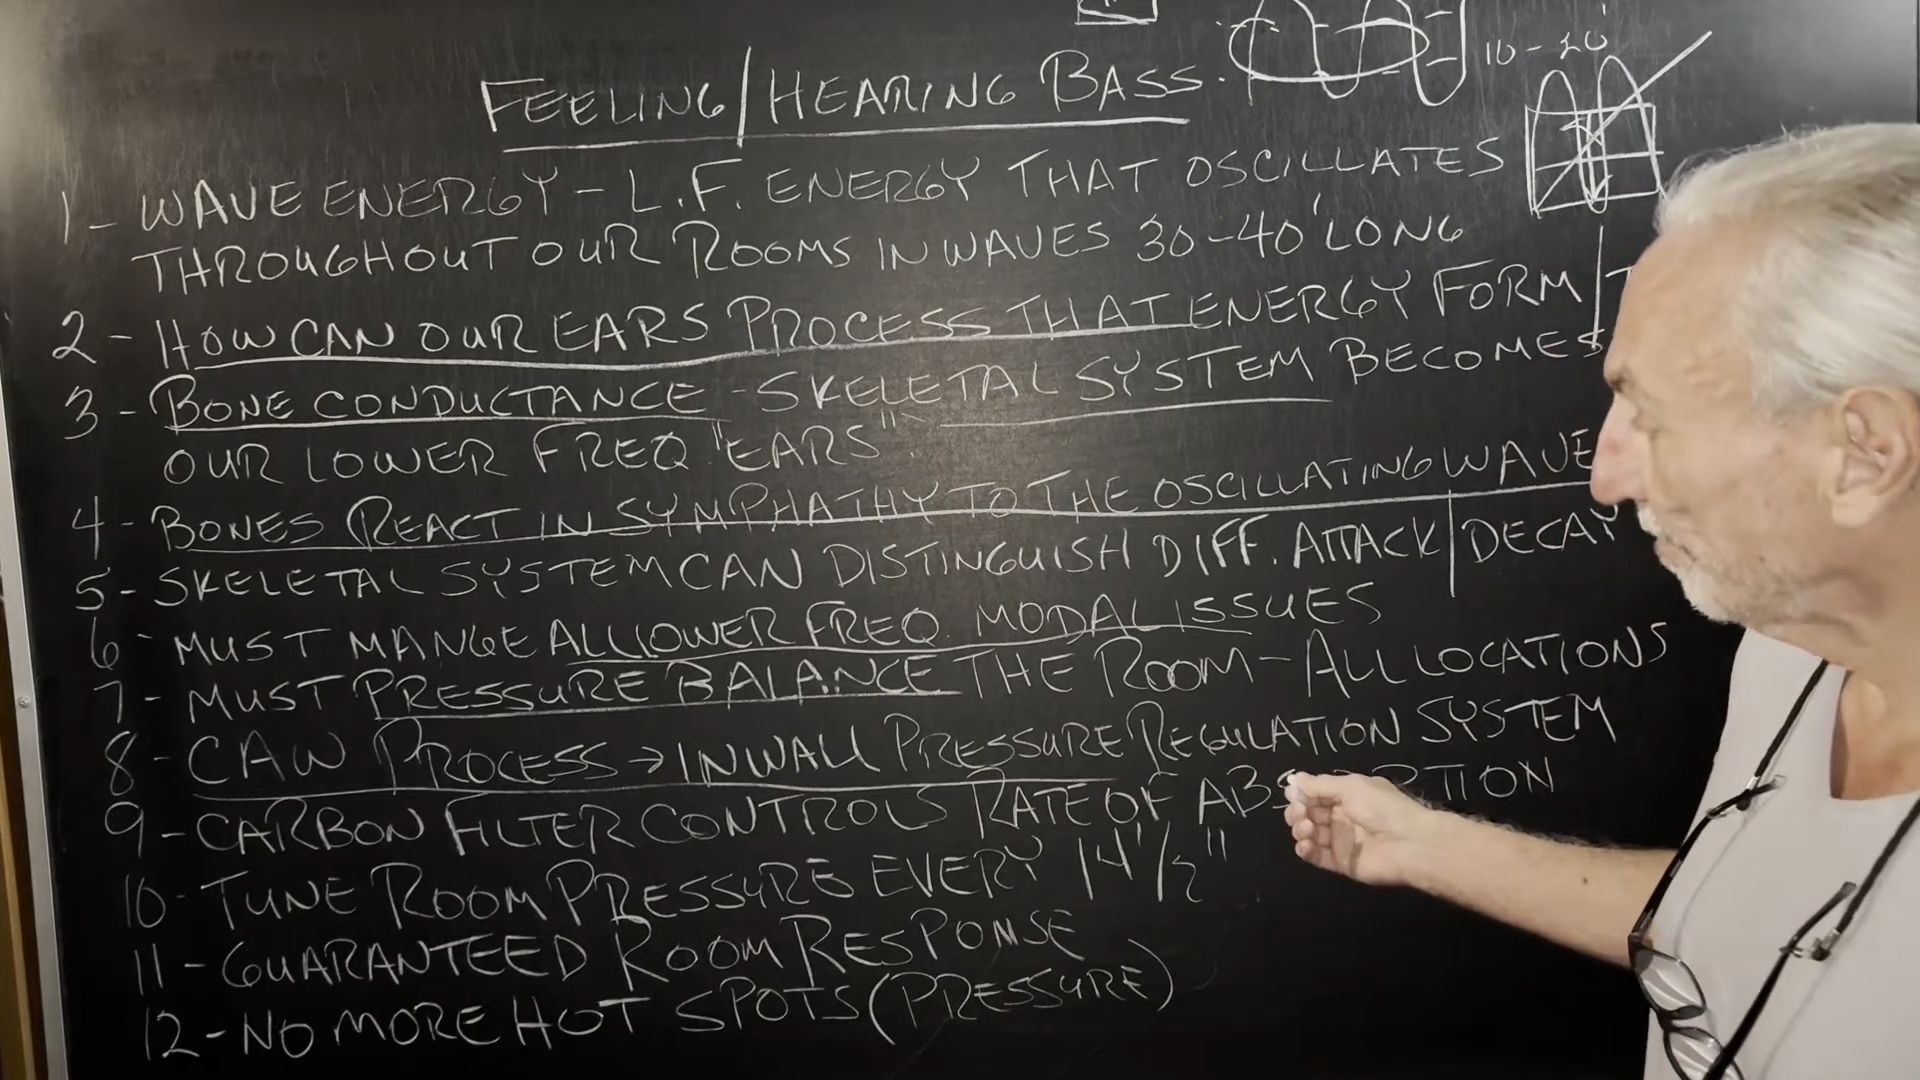 FEELING/HEARING BASS.
10-20'
1- WAVE ENERGY - L.F. ENERGY THAT OSCILLATES
THROUGHOUT OUR ROOMS IN WAVES 30-40' LONG
2- HOW CAN OUR EARS PROCESS THAT ENERGY FORM/T
3- BONE CONDUCTANCE - SKELETAL SYSTEM BECOMES
OUR LOWER FREQ "EARS".
4- BONES REACT IN SYMPHATHY TO THE OSCILLATING WAVE
5- SKELETAL SYSTEM CAN DISTINGUISH DIFF. ATTACK/DECAY
6- MUST MANGE ALL LOWER FREQ. MODAL ISSUES
7- MUST PRESSURE BALANCE THE ROOM - ALL LOCATIONS
8- CAW PROCESS → INWALL PRESSURE REGULATION SYSTEM
9- CARBON FILTER CONTROLS RATE OF
10- TUNE ROOM PRESSURE EVERY 14 1/2"
11- GUARANTEED ROOM RESPONSE
12- NO MORE HOT SPOTS (PRESSURE)